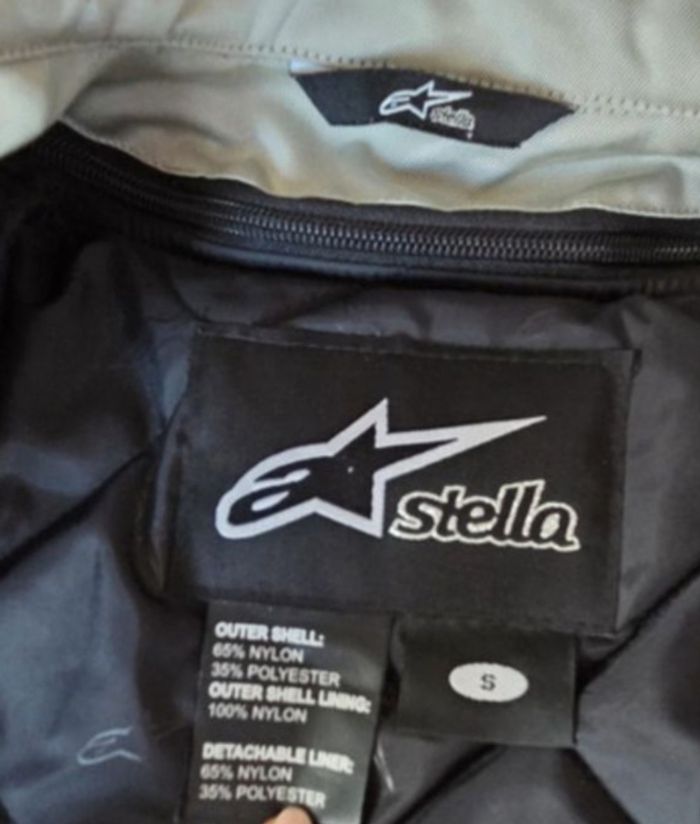 stella
stella
OUTER SHELL:
65% NYLON
35% POLYESTER
OUTER SHELL LINING:
100% NYLON
DETACHABLE LINER:
65% NYLON
35% POLYESTER
S